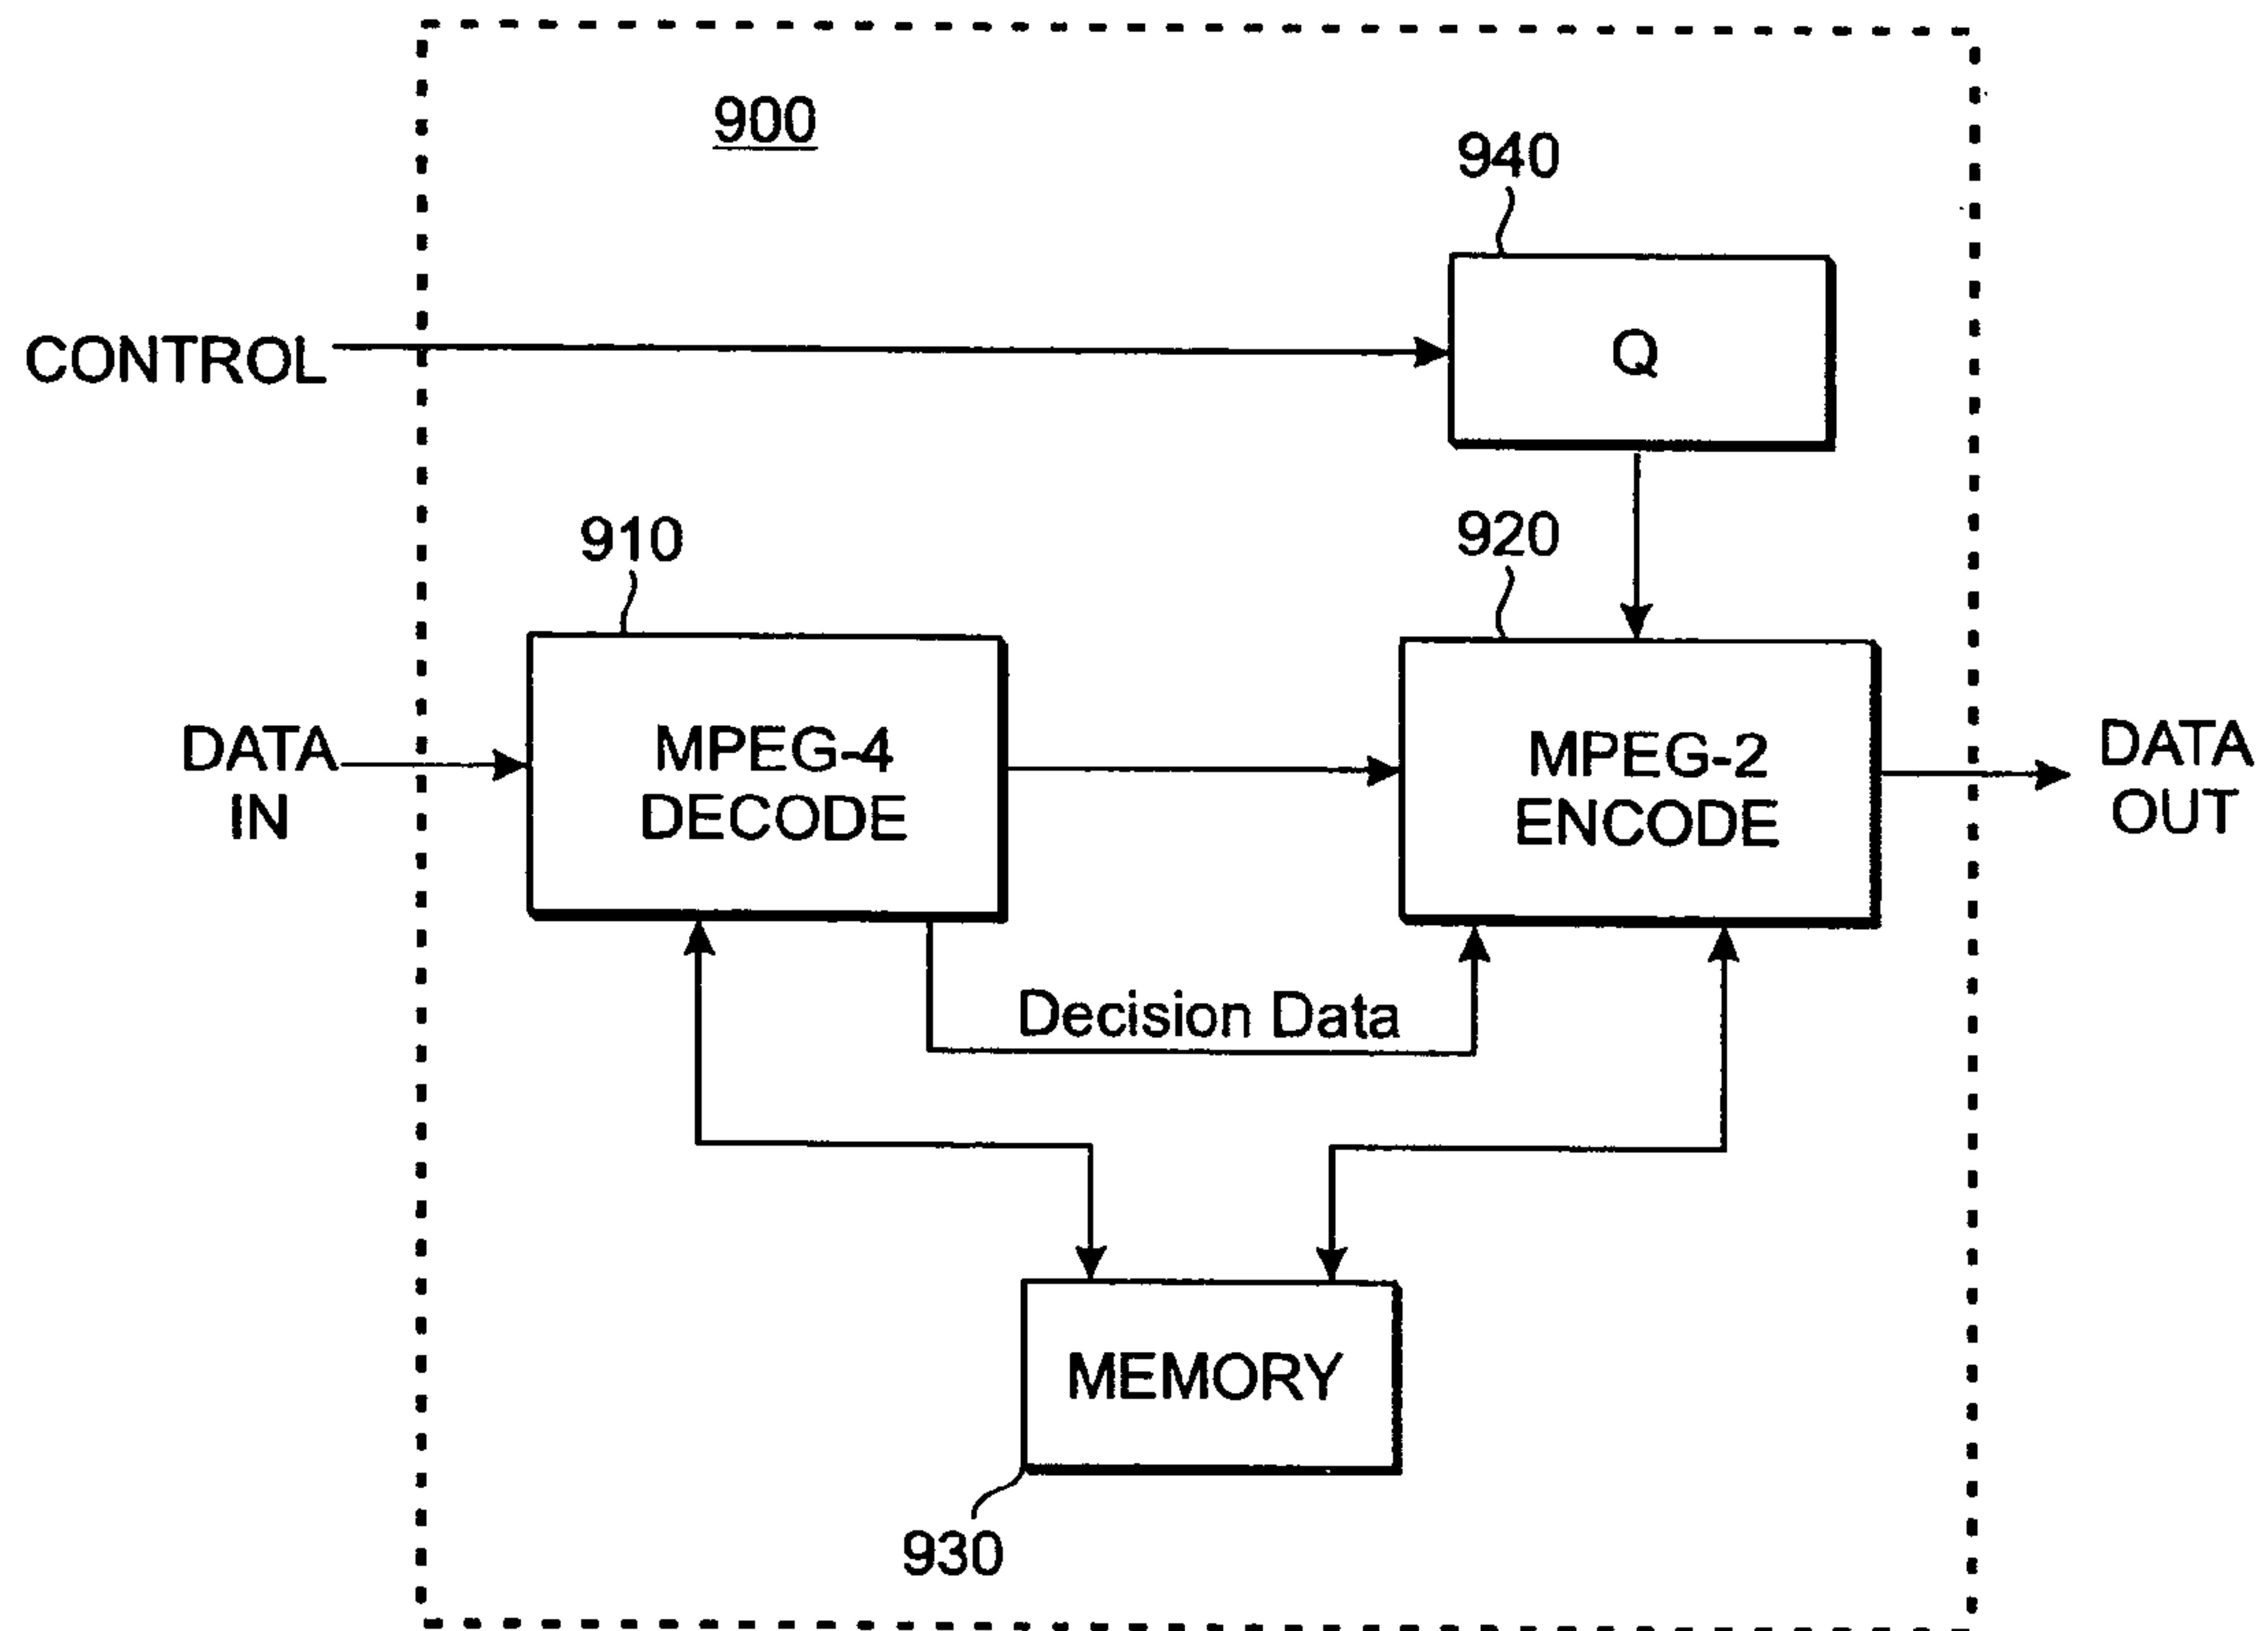 900
940
CONTROL
Q
910
920
DATA
IN
MPEG-4
DECODE
MPEG-2
ENCODE
DATA
OUT
Decision Data
MEMORY
930